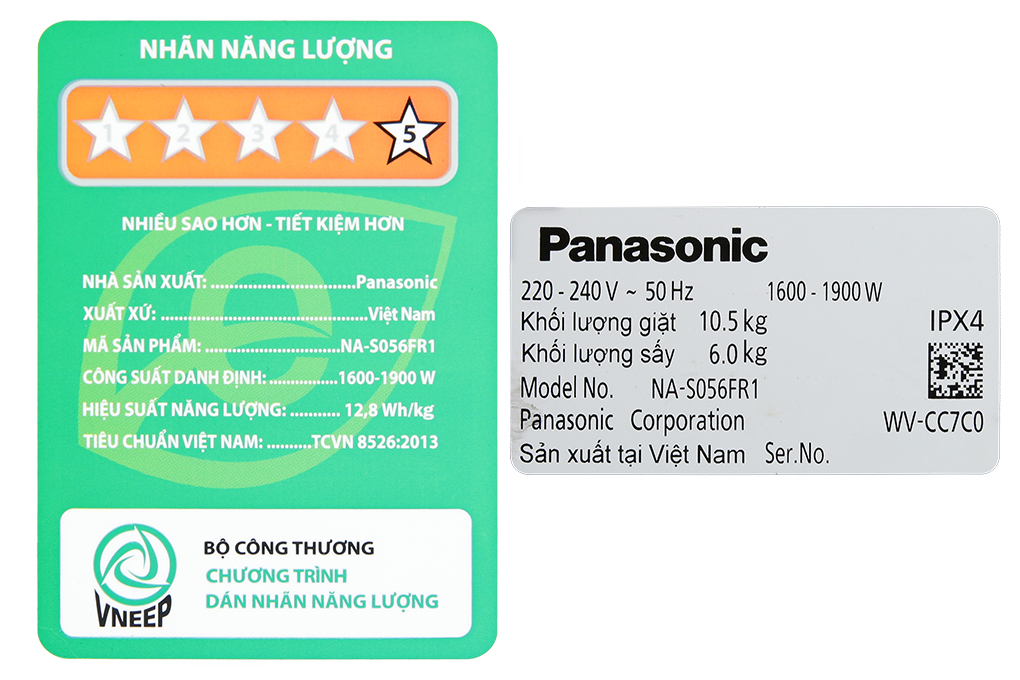 NHÃN NĂNG LƯỢNG
1 2 3 4 5
NHIỀU SAO HƠN - TIẾT KIỆM HƠN
NHÀ SẢN XUẤT: ................................Panasonic
XUẤT XỨ: ..............................................Việt Nam
MÃ SẢN PHẨM: ..............................NA-S056FR1
CÔNG SUẤT DANH ĐỊNH: ...............1600-1900 W
HIỆU SUẤT NĂNG LƯỢNG: ........... 12,8 Wh/kg
TIÊU CHUẨN VIỆT NAM: ..........TCVN 8526:2013
VNEEP
BỘ CÔNG THƯƠNG
CHƯƠNG TRÌNH
DÁN NHÃN NĂNG LƯỢNG
Panasonic
220 - 240 V ~ 50 Hz 1600 - 1900 W
Khối lượng giặt 10.5 kg IPX4
Khối lượng sấy 6.0 kg
Model No. NA-S056FR1
Panasonic Corporation WV-CC7C0
Sản xuất tại Việt Nam Ser.No.